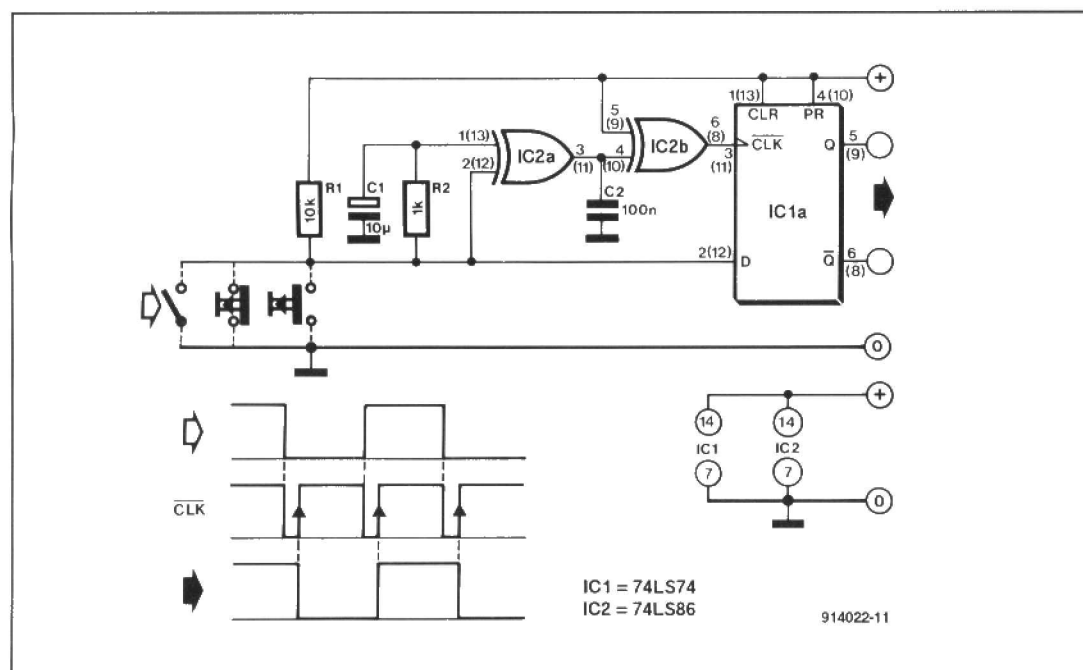 +
1(13)
4(10)
CLR
PR
5
(9)
6
(8)
1(13)
2(12)
IC2a
3
(11)
4
(10)
IC2b
CLK
3
(11)
Q
5
(9)
R1
10k
C1
10μ
R2
1k
C2
100n
IC1a
2(12)
D
Q
6
(8)
0
+
14
14
IC1
IC2
7
7
0
CLK
IC1 = 74LS74
IC2 = 74LS86
914022-11